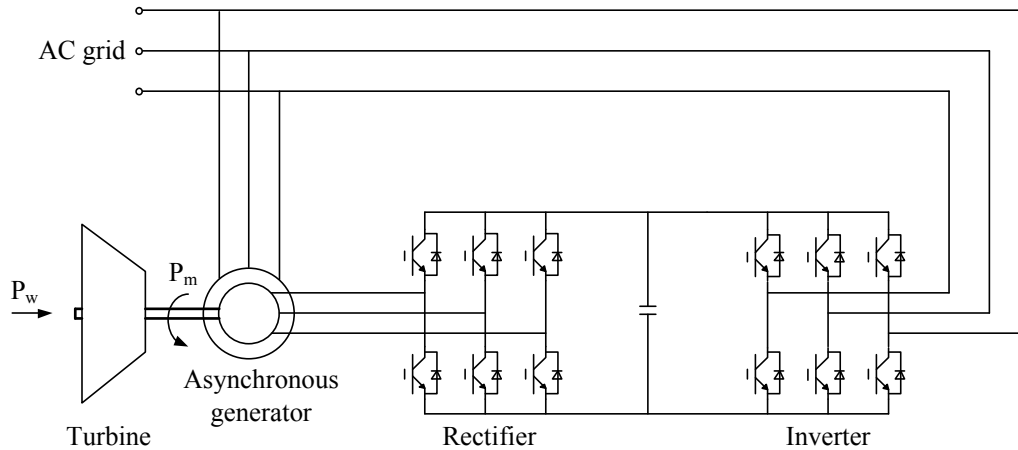 AC grid
P_w
P_m
Asynchronous
generator
Turbine
Rectifier
Inverter